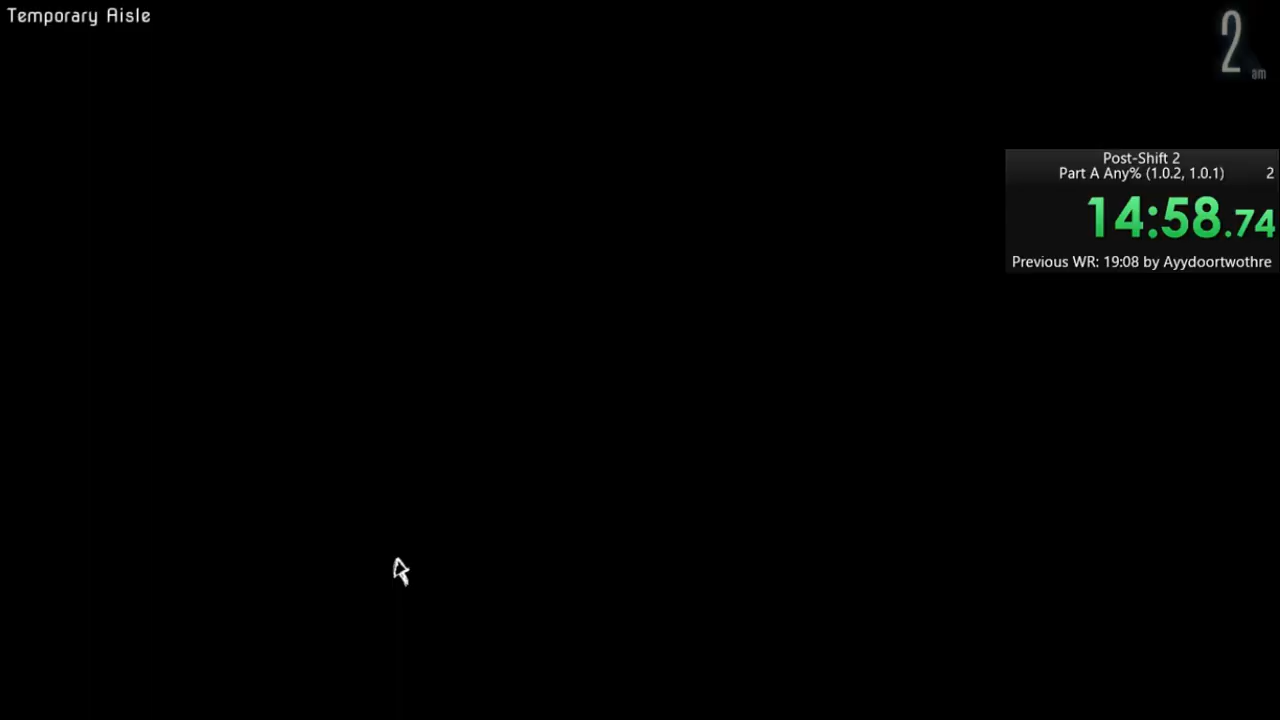 Temporary Aisle
2 am
Post-Shift 2
Part A Any% (1.0.2, 1.0.1) 2
14:58.74
Previous WR: 19:08 by Ayydoortwothre